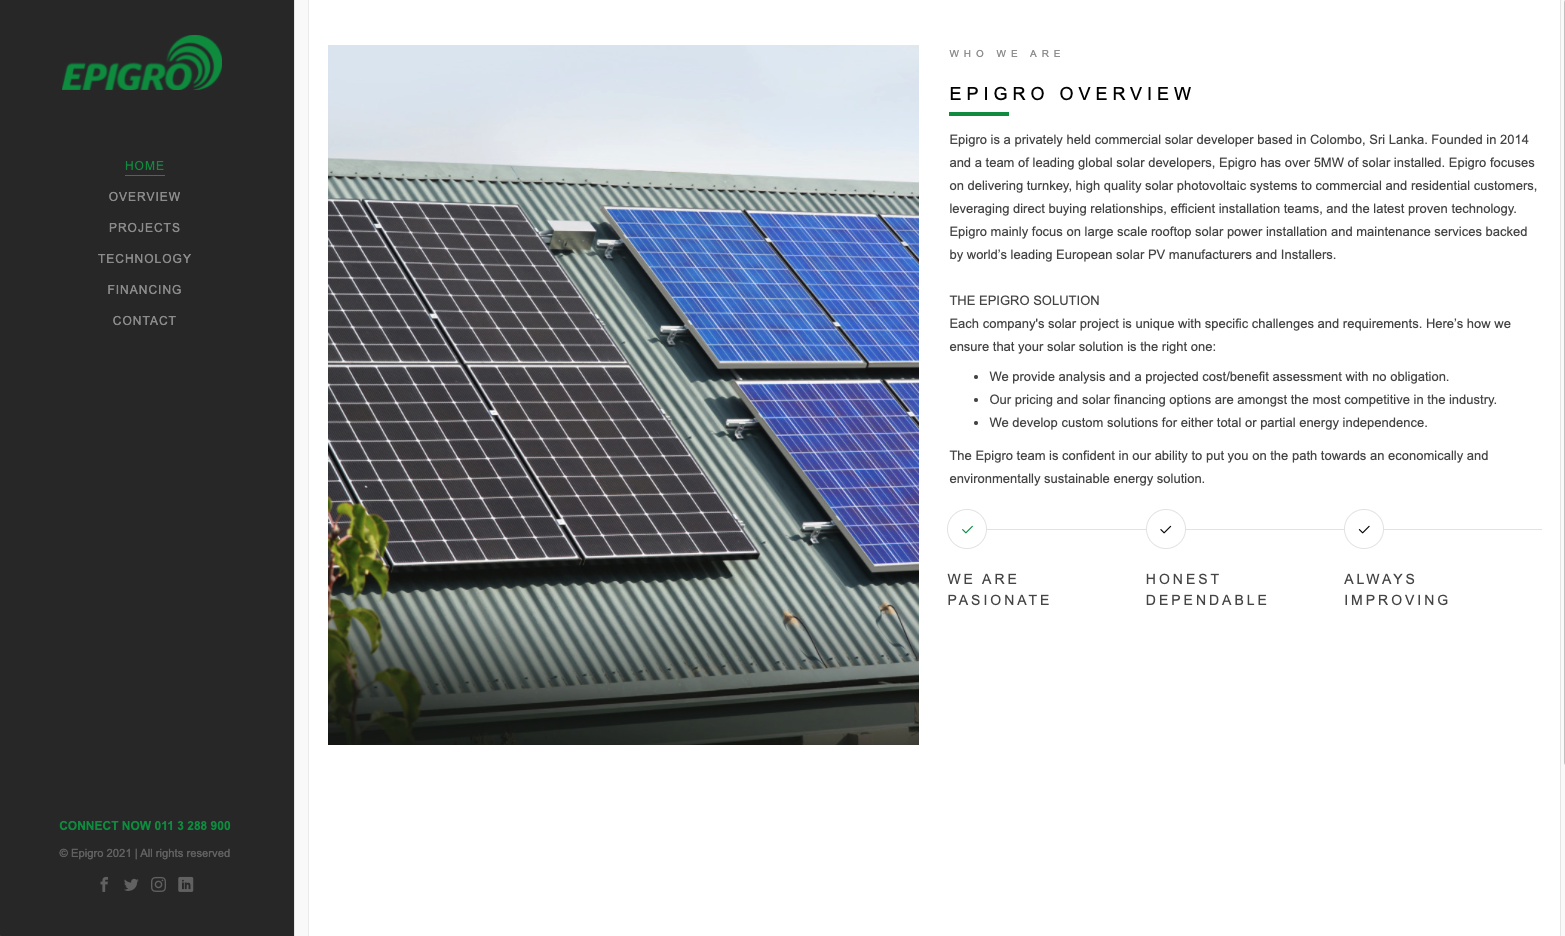 EPIGRO
HOME
OVERVIEW
PROJECTS
TECHNOLOGY
FINANCING
CONTACT
CONNECT NOW 011 3 288 900
© Epigro 2021 | All rights reserved
WHO WE ARE
EPIGRO OVERVIEW
Epigro is a privately held commercial solar developer based in Colombo, Sri Lanka. Founded in 2014
and a team of leading global solar developers, Epigro has over 5MW of solar installed. Epigro focuses
on delivering turnkey, high quality solar photovoltaic systems to commercial and residential customers,
leveraging direct buying relationships, efficient installation teams, and the latest proven technology.
Epigro mainly focus on large scale rooftop solar power installation and maintenance services backed
by world’s leading European solar PV manufacturers and Installers.
THE EPIGRO SOLUTION
Each company's solar project is unique with specific challenges and requirements. Here’s how we
ensure that your solar solution is the right one:
• We provide analysis and a projected cost/benefit assessment with no obligation.
• Our pricing and solar financing options are amongst the most competitive in the industry.
• We develop custom solutions for either total or partial energy independence.
The Epigro team is confident in our ability to put you on the path towards an economically and
environmentally sustainable energy solution.
WE ARE
PASIONATE
HONEST
DEPENDABLE
ALWAYS
IMPROVING